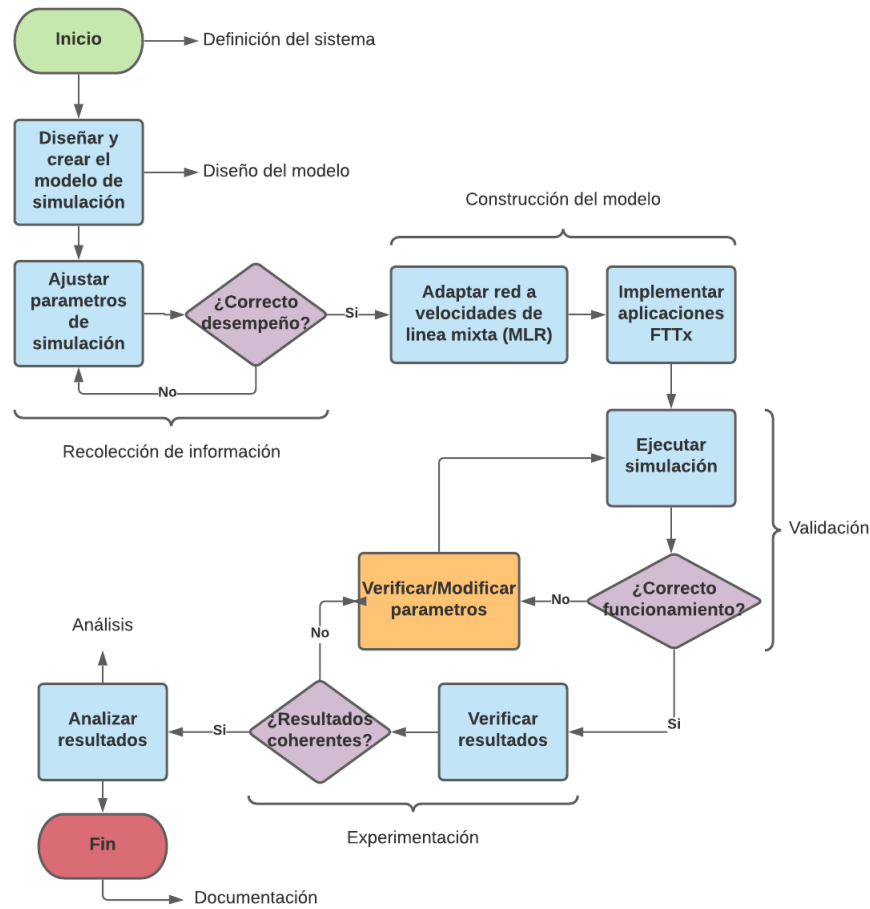 Inicio
Definición del sistema
Diseñar y
crear el
modelo de
simulación
Diseño del modelo
Construcción del modelo
Ajustar
parametros
de
simulación
¿Correcto
desempeño?
Si
No
Recolección de información
Adaptar red a
velocidades de
linea mixta (MLR)
Implementar
aplicaciones
FTTx
Ejecutar
simulación
Validación
¿Correcto
funcionamiento?
No
Verificar/Modificar
parametros
Si
Verificar
resultados
¿Resultados
coherentes?
No
Si
Experimentación
Análisis
Analizar
resultados
Fin
Documentación